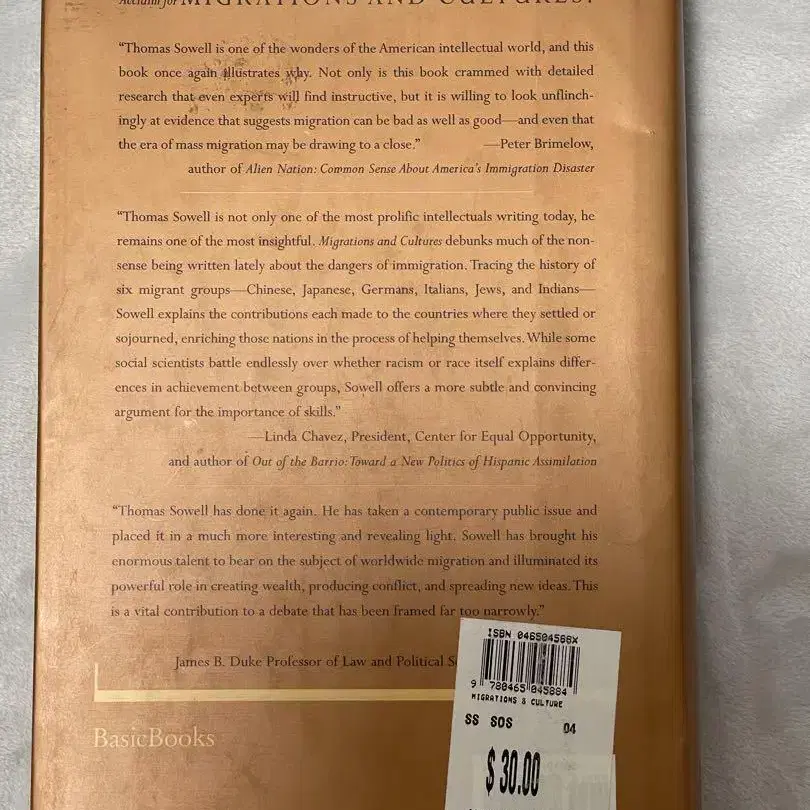 Acclaim for MIGRATIONS AND CULTURES:
“Thomas Sowell is one of the wonders of the American intellectual world, and this
book once again illustrates why. Not only is this book crammed with detailed
research that even experts will find instructive, but it is willing to look unflinch-
ingly at evidence that suggests migration can be bad as well as good—and even that
the era of mass migration may be drawing to a close.” —Peter Brimelow,
author of Alien Nation: Common Sense About America's Immigration Disaster
“Thomas Sowell is not only one of the most prolific intellectuals writing today, he
remains one of the most insightful. Migrations and Cultures debunks much of the non-
sense being written lately about the dangers of immigration. Tracing the history of
six migrant groups—Chinese, Japanese, Germans, Italians, Jews, and Indians—
Sowell explains the contributions each made to the countries where they settled or
sojourned, enriching those nations in the process of helping themselves. While some
social scientists battle endlessly over whether racism or race itself explains differ-
ences in achievement between groups, Sowell offers a more subtle and convincing
argument for the importance of skills.”
—Linda Chavez, President, Center for Equal Opportunity,
and author of Out of the Barrio: Toward a New Politics of Hispanic Assimilation
“Thomas Sowell has done it again. He has taken a contemporary public issue and
placed it in a much more interesting and revealing light. Sowell has brought his
enormous talent to bear on the subject of worldwide migration and illuminated its
powerful role in creating wealth, producing conflict, and spreading new ideas. This
is a vital contribution to a debate that has been framed far too narrowly.”
James B. Duke Professor of Law and Political S
BasicBooks
ISBN 046504588X
9 780465 045884
MIGRATIONS & CULTURE
SS SOS 04
$30.00